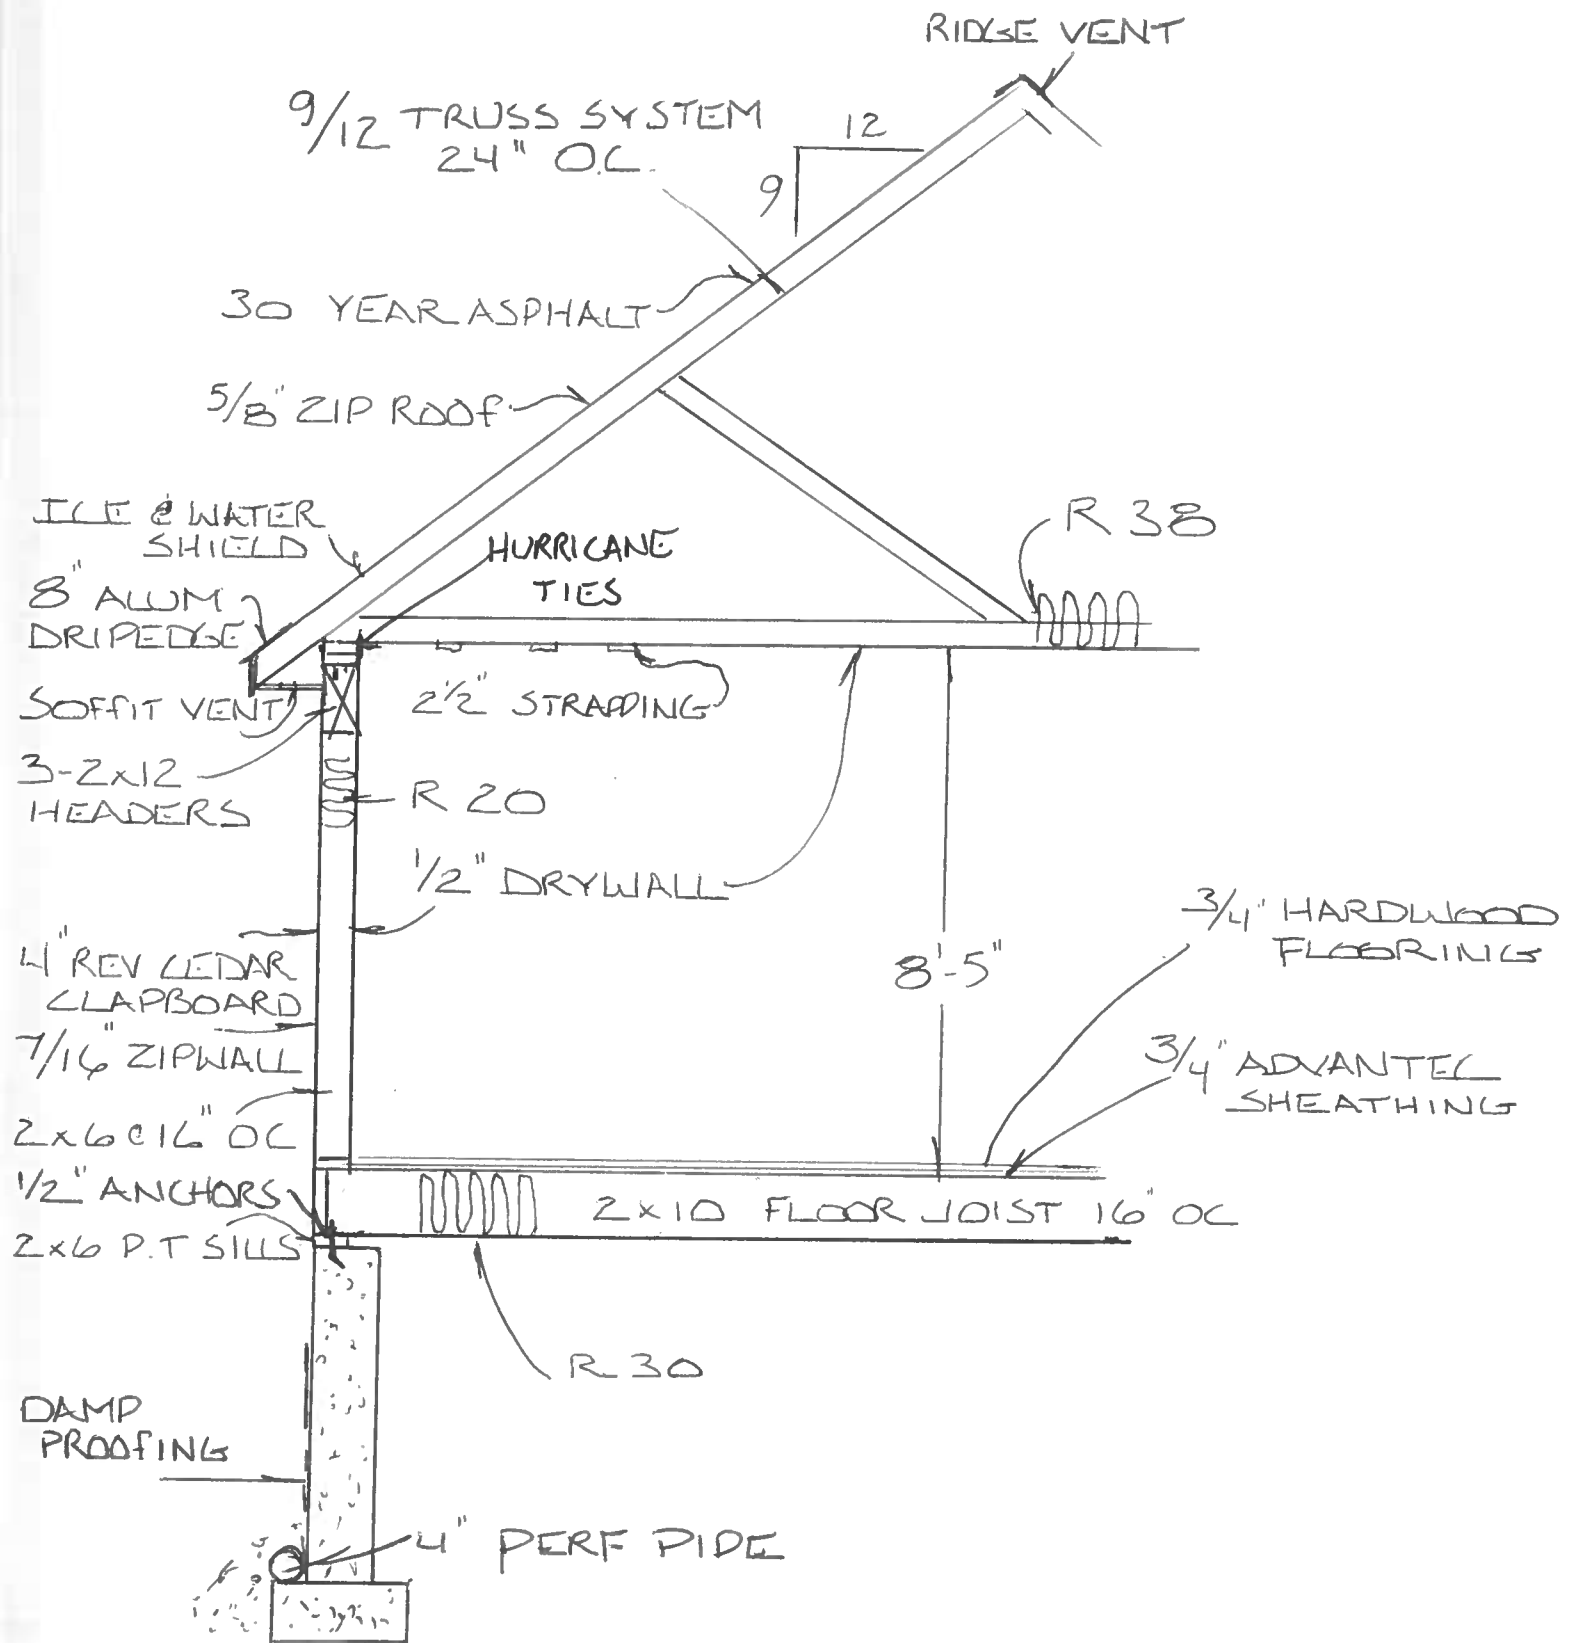 RIDGE VENT
9/12 TRUSS SYSTEM
24" O.C.
12
9
30 YEAR ASPHALT
5/8" ZIP ROOF
ICE & WATER
SHIELD
HURRICANE
TIES
R 38
8" ALUM
DRIPEDGE
SOFFIT VENT
2 1/2" STRAPPING
3-2x12
HEADERS
R 20
1/2" DRYWALL
3/4" HARDWOOD
FLOORING
4" REV CEDAR
CLAPBOARD
8'-5"
7/16" ZIPWALL
3/4" ADVANTEC
SHEATHING
2x6 @ 16" OC
1/2" ANCHORS
2x10 FLOOR JOIST 16" OC
2x6 P.T SILLS
R 30
DAMP
PROOFING
4" PERF PIPE